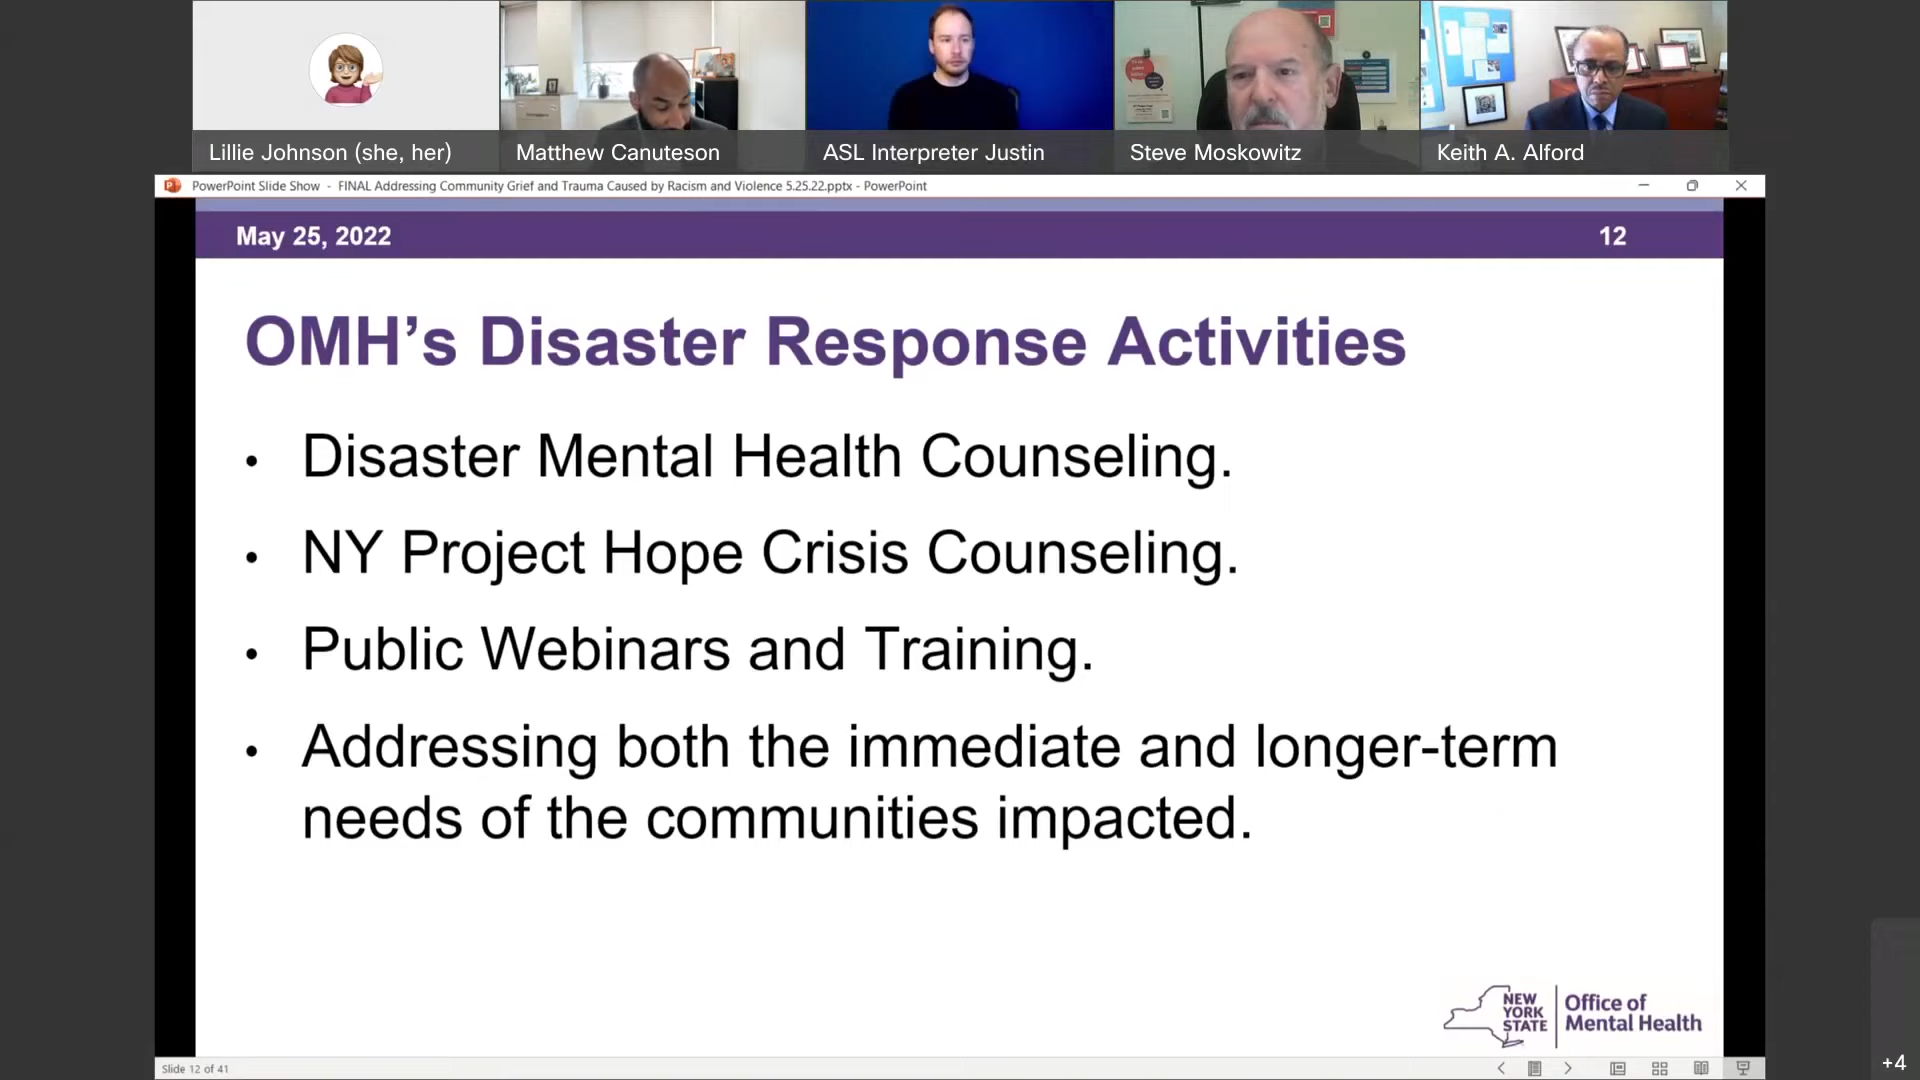 Lillie Johnson (she, her)
Matthew Canuteson
ASL Interpreter Justin
Steve Moskowitz
Keith A. Alford
PowerPoint Slide Show - FINAL Addressing Community Grief and Trauma Caused by Racism and Violence 5.25.22.pptx - PowerPoint
May 25, 2022
12
OMH’s Disaster Response Activities
• Disaster Mental Health Counseling.
• NY Project Hope Crisis Counseling.
• Public Webinars and Training.
• Addressing both the immediate and longer-term
needs of the communities impacted.
NEW
YORK
STATE
Office of
Mental Health
Slide 12 of 41
+4